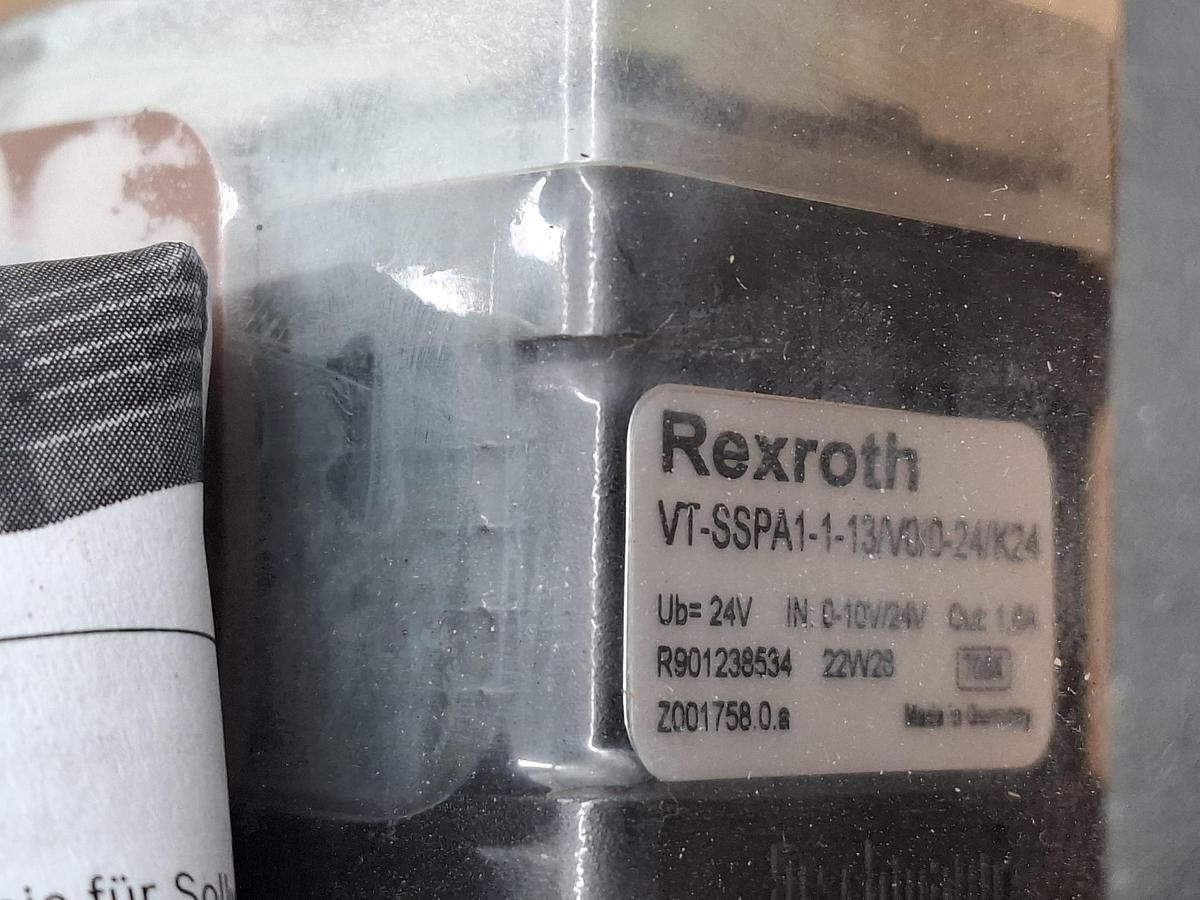 Rexroth
VT-SSPA1-1-13/V0/0-24/K24
Ub= 24V IN: 0-10V/24V Out: 1,6A
R901238534 22W28
Z001758.0.a Made in Germany
für